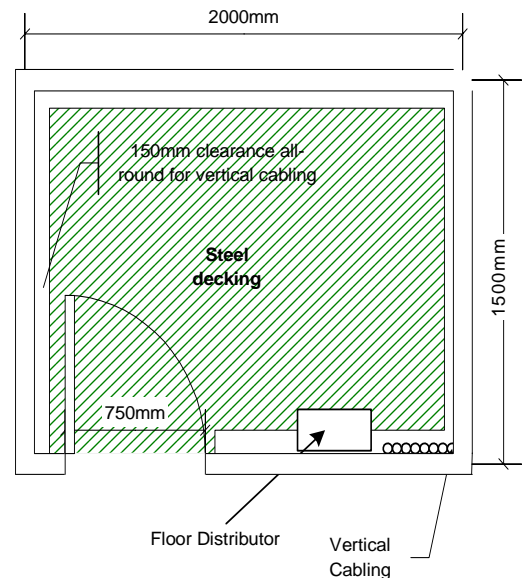 2000mm
150mm clearance all-
round for vertical cabling
Steel
decking
1500mm
750mm
Floor Distributor
Vertical
Cabling